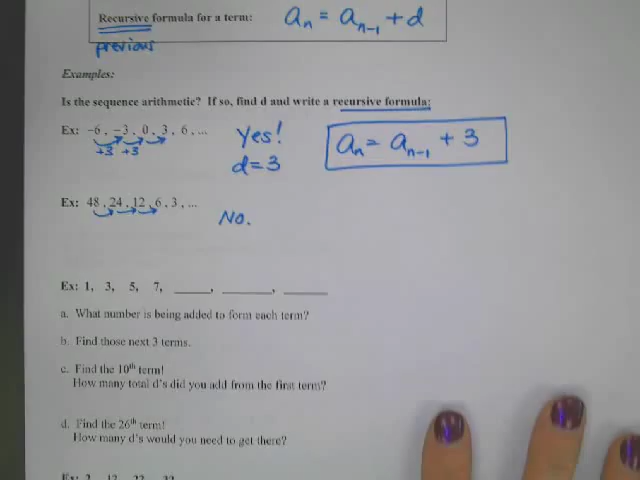 Recursive formula for a term: aₙ = aₙ₋₁ + d
previous
Examples:
Is the sequence arithmetic? If so, find d and write a recursive formula:
Ex: −6, −3, 0, 3, 6, ... Yes! aₙ = aₙ₋₁ + 3
+3 +3 d=3
Ex: 48, 24, 12, 6, 3, ... No.
Ex: 1, 3, 5, 7, _____, _____, _____
a. What number is being added to form each term?
b. Find those next 3 terms.
c. Find the 10th term!
How many total d's did you add from the first term?
d. Find the 26th term!
How many d's would you need to get there?